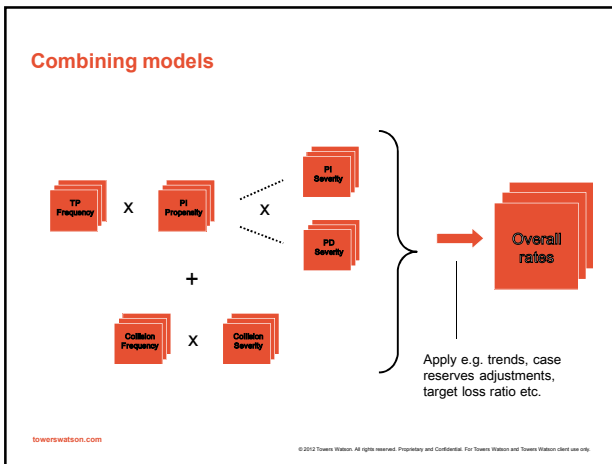 Combining models
TP
Frequency
x
PI
Propensity
x
PI
Severity
PD
Severity
+
Collision
Frequency
x
Collision
Severity
Overall
rates
Apply e.g. trends, case
reserves adjustments,
target loss ratio etc.
towerswatson.com
© 2012 Towers Watson. All rights reserved. Proprietary and Confidential. For Towers Watson and Towers Watson client use only.